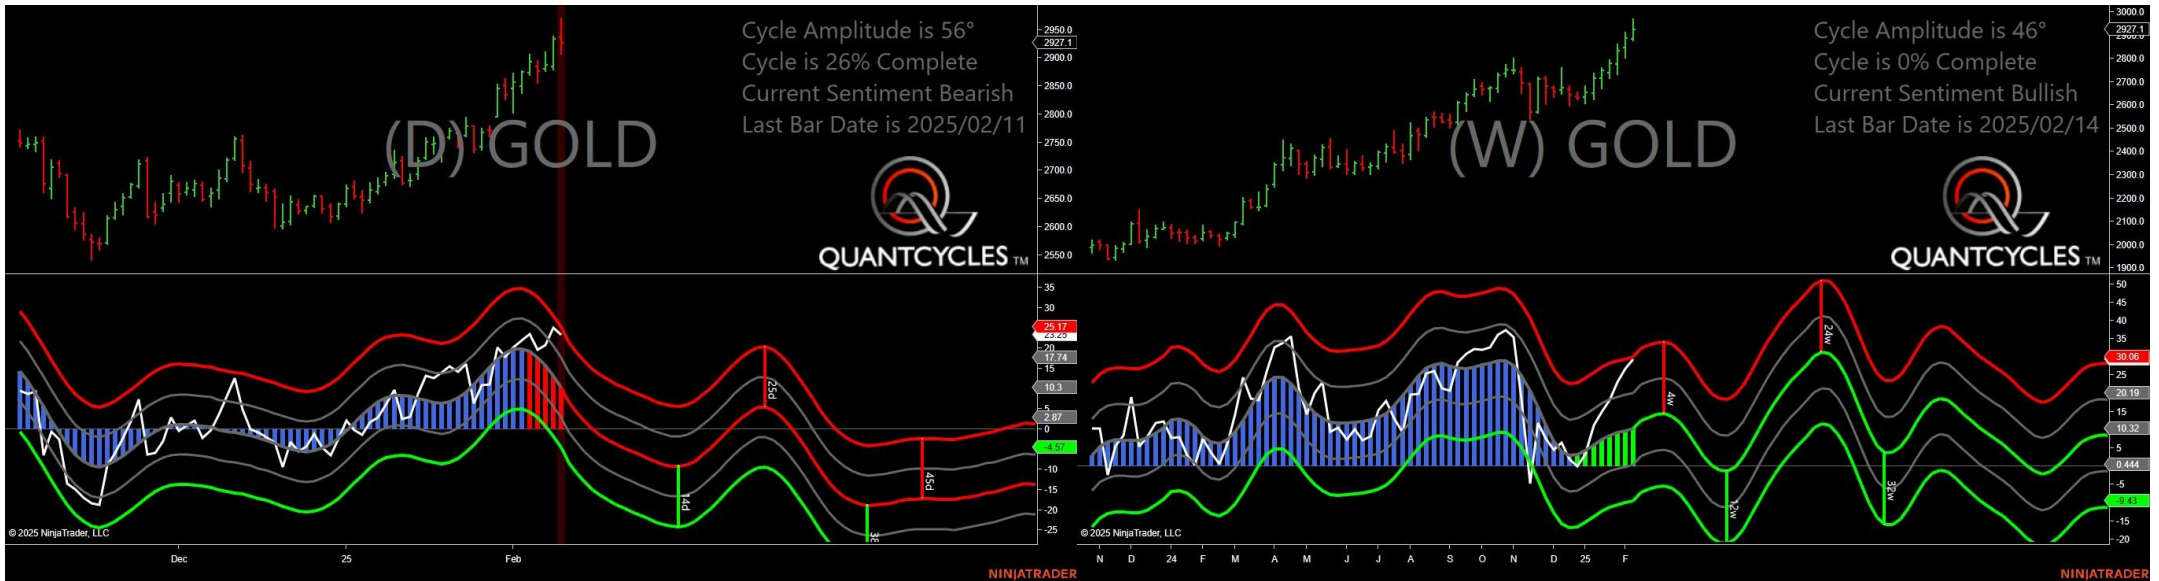 Cycle Amplitude is 56°
Cycle is 26% Complete
Current Sentiment Bearish
Last Bar Date is 2025/02/11
(D) GOLD
QUANTCYCLES TM
2950.0
2927.1
2900.0
2850.0
2800.0
2750.0
2700.0
2650.0
2600.0
2550.0
35
30
25.17
23.25
20
17.74
15
10.3
5
2.87
0
-4.57
-10
-15
-20
-25
25d
14d
45d
© 2025 NinjaTrader, LLC
Dec
25
Feb
NINJATRADER
Cycle Amplitude is 46°
Cycle is 0% Complete
Current Sentiment Bullish
Last Bar Date is 2025/02/14
(W) GOLD
QUANTCYCLES TM
3000.0
2927.1
2900.0
2800.0
2700.0
2600.0
2500.0
2400.0
2300.0
2200.0
2100.0
2000.0
1900.0
50
45
40
35
30.06
25
20.19
15
10.32
5
0.444
-5
-9.43
-15
-20
4w
12w
24w
32w
© 2025 NinjaTrader, LLC
N D 24 F M A M J J A S O N D 25 F
NINJATRADER